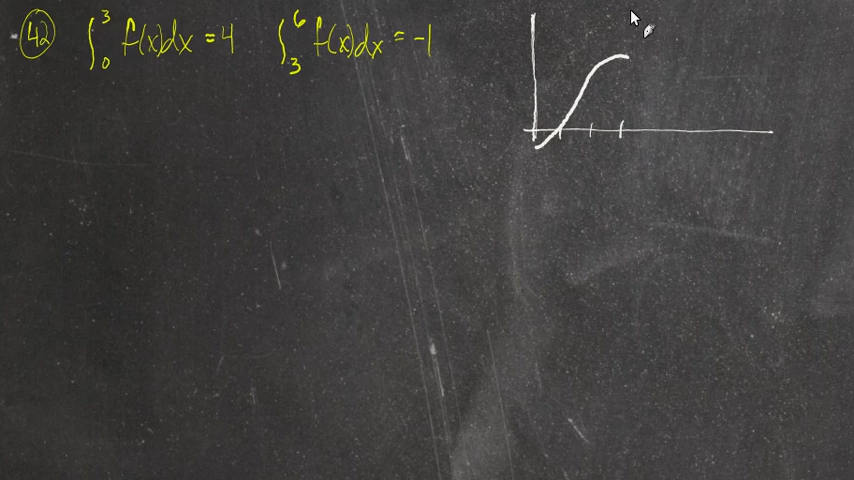 42 ∫₀³ f(x)dx = 4 ∫₃⁶ f(x)dx = -1